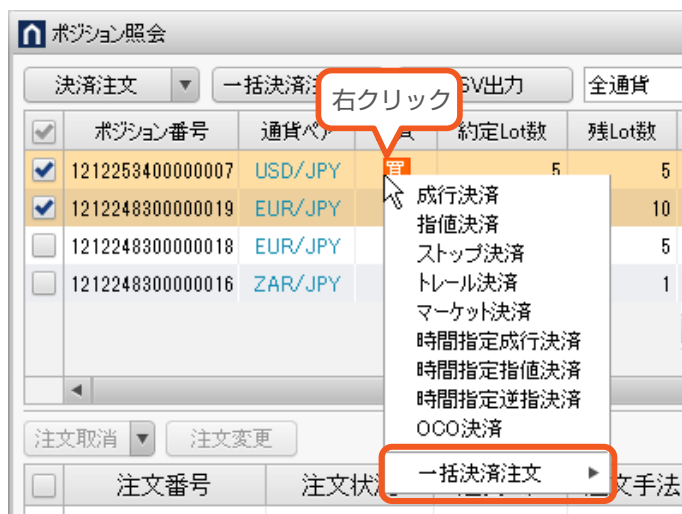 ポジション照会
決済注文 一括決済注 SV出力 全通貨
右クリック
ポジション番号 通貨ペア 約定Lot数 残Lot数
1212253400000007 USD/JPY 買 5 5
1212248300000019 EUR/JPY 10
1212248300000018 EUR/JPY 5
1212248300000016 ZAR/JPY 1
成行決済
指値決済
ストップ決済
トレール決済
マーケット決済
時間指定成行決済
時間指定指値決済
時間指定逆指決済
OCO決済
一括決済注文
注文取消 注文変更
注文番号 注文状 文手法